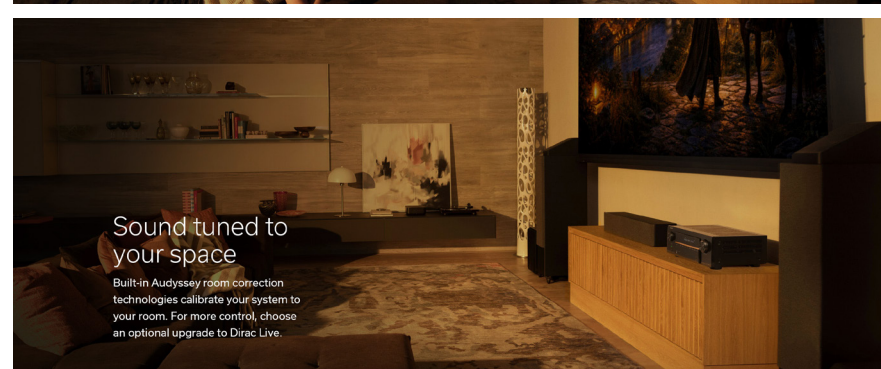 Sound tuned to
your space
Built-in Audyssey room correction
technologies calibrate your system to
your room. For more control, choose
an optional upgrade to Dirac Live.